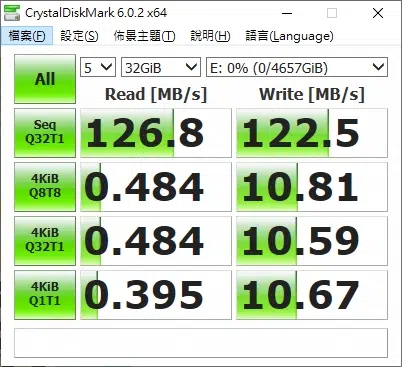 CrystalDiskMark 6.0.2 x64
檔案(F) 設定(S) 佈景主題(T) 說明(H) 語言(Language)
All 5 32GiB E: 0% (0/4657GiB)
Read [MB/s] Write [MB/s]
Seq
Q32T1 126.8 122.5
4KiB
Q8T8 0.484 10.81
4KiB
Q32T1 0.484 10.59
4KiB
Q1T1 0.395 10.67